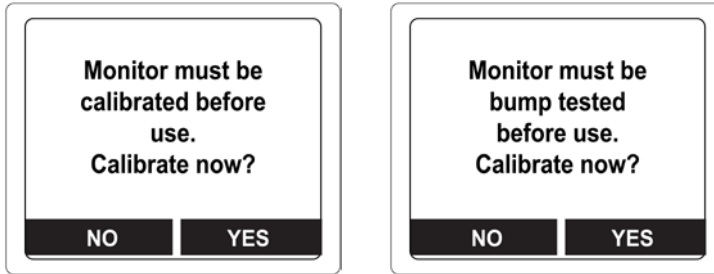 Monitor must be
calibrated before
use.
Calibrate now?
NO YES
Monitor must be
bump tested
before use.
Calibrate now?
NO YES